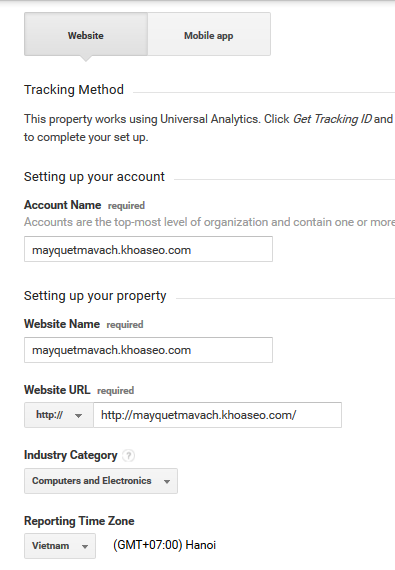 Website Mobile app
Tracking Method
This property works using Universal Analytics. Click Get Tracking ID and
to complete your set up.
Setting up your account
Account Name required
Accounts are the top-most level of organization and contain one or more
mayquetmavach.khoaseo.com
Setting up your property
Website Name required
mayquetmavach.khoaseo.com
Website URL required
http:// http://mayquetmavach.khoaseo.com/
Industry Category ?
Computers and Electronics
Reporting Time Zone
Vietnam (GMT+07:00) Hanoi